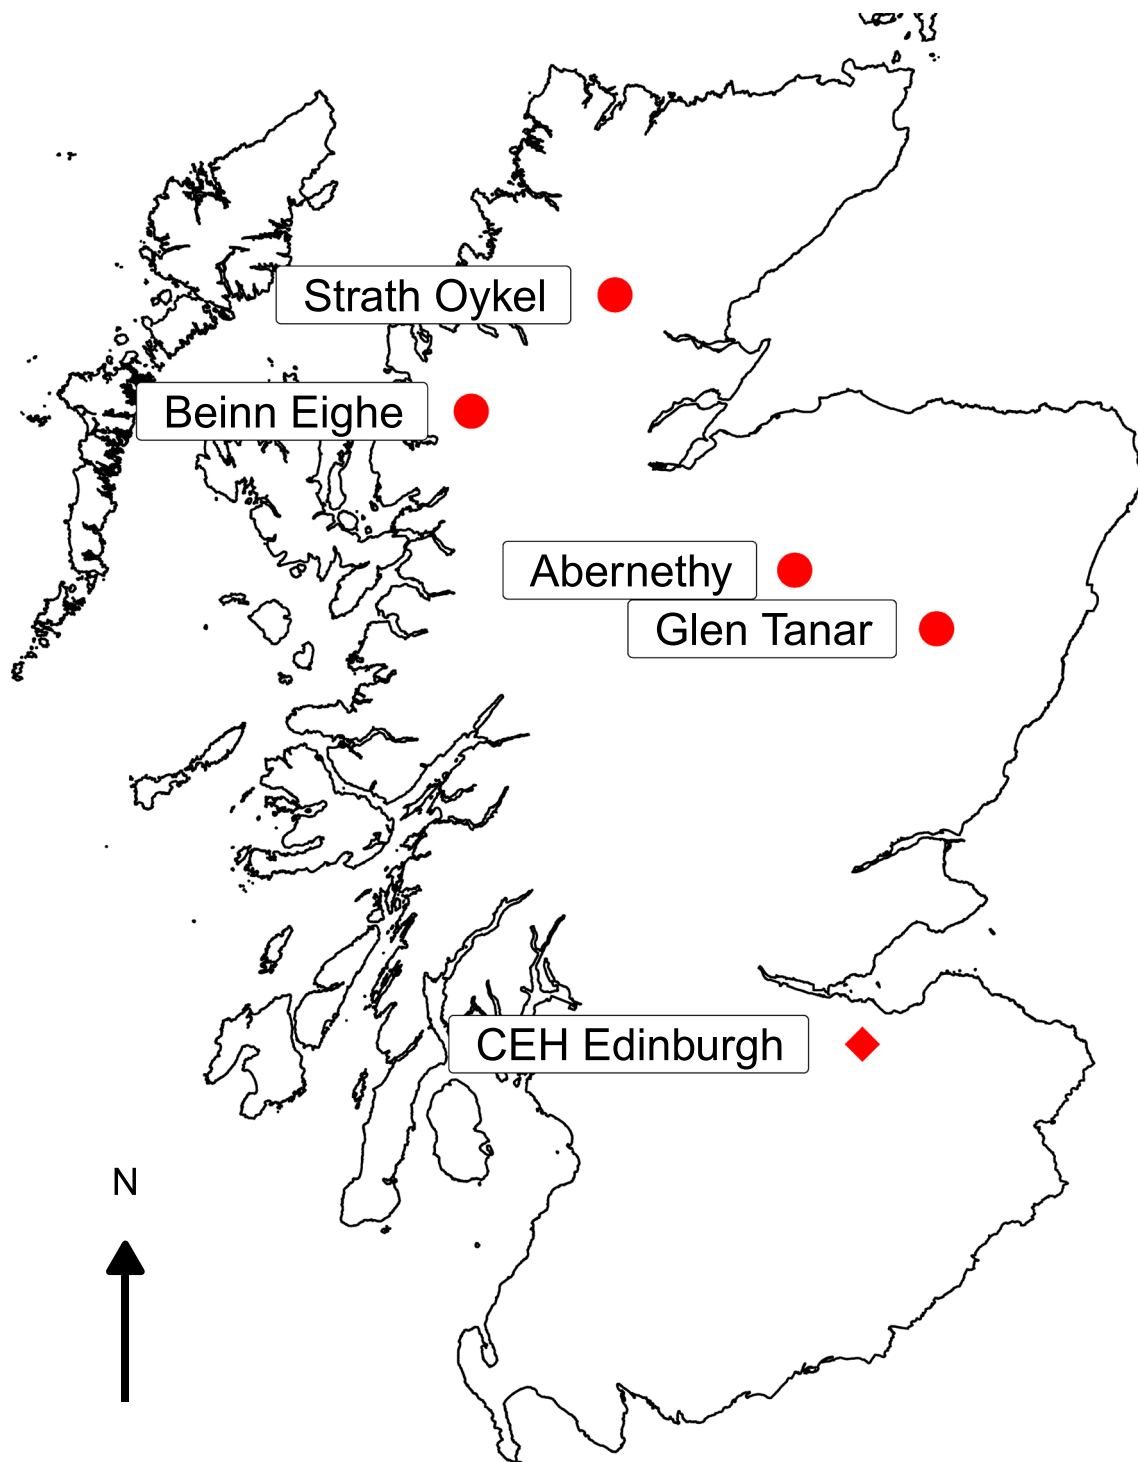 Strath Oykel
Beinn Eighe
Abernethy
Glen Tanar
CEH Edinburgh
N